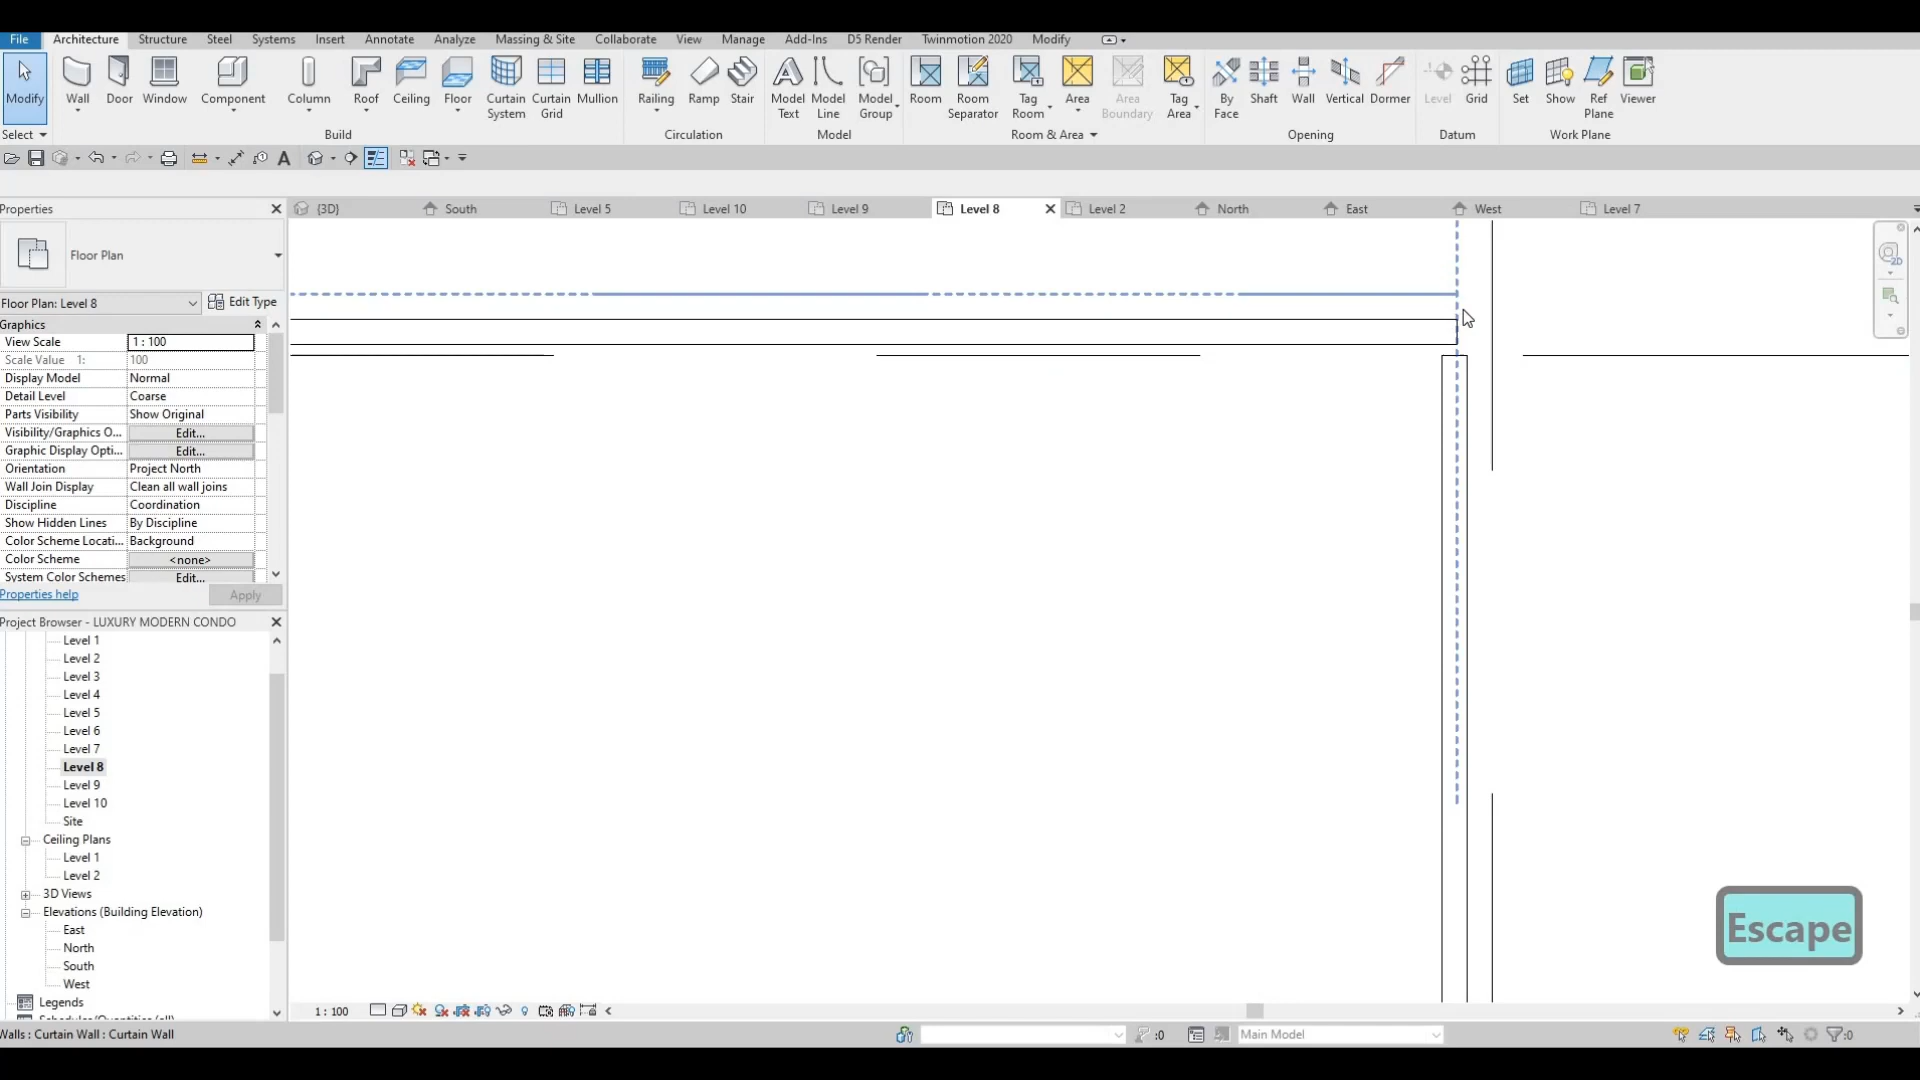 File Architecture Structure Steel Systems Insert Annotate Analyze Massing & Site Collaborate View Manage Add-Ins D5 Render Twinmotion 2020 Modify
Modify Wall Door Window Component Column Roof Ceiling Floor Curtain System Curtain Grid Mullion Railing Ramp Stair Model Text Model Line Model Group Room Room Separator Tag Room Area Area Boundary Tag Area By Face Shaft Wall Vertical Dormer Level Grid Set Show Ref Plane Viewer
Select Build Circulation Model Room & Area Opening Datum Work Plane
Properties {3D} South Level 5 Level 10 Level 9 Level 8 Level 2 North East West Level 7
Floor Plan
Floor Plan: Level 8 Edit Type
Graphics
View Scale 1 : 100
Scale Value 1: 100
Display Model Normal
Detail Level Coarse
Parts Visibility Show Original
Visibility/Graphics O... Edit...
Graphic Display Opti... Edit...
Orientation Project North
Wall Join Display Clean all wall joins
Discipline Coordination
Show Hidden Lines By Discipline
Color Scheme Locati... Background
Color Scheme <none>
System Color Schemes Edit...
Properties help Apply
Project Browser - LUXURY MODERN CONDO
Level 1
Level 2
Level 3
Level 4
Level 5
Level 6
Level 7
Level 8
Level 9
Level 10
Site
Ceiling Plans
Level 1
Level 2
3D Views
Elevations (Building Elevation)
East
North
South
West
Legends
Schedules/Quantities (all)
Escape
1 : 100
Walls : Curtain Wall : Curtain Wall :0 Main Model :0
2D